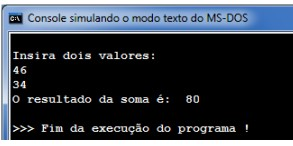 Console simulando o modo texto do MS-DOS
Insira dois valores:
46
34
O resultado da soma é: 80
>>> Fim da execução do programa !